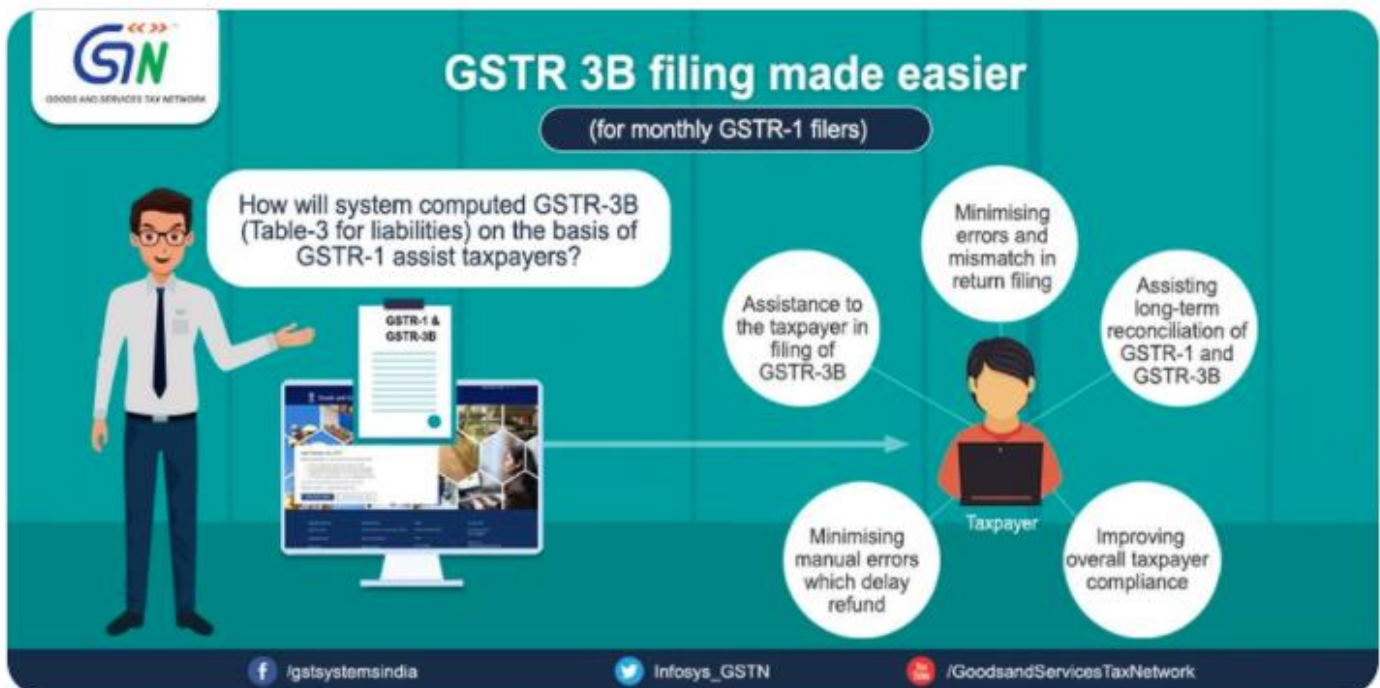 GSTN
GOODS AND SERVICES TAX NETWORK
GSTR 3B filing made easier
(for monthly GSTR-1 filers)
How will system computed GSTR-3B
(Table-3 for liabilities) on the basis of
GSTR-1 assist taxpayers?
GSTR-1 &
GSTR-3B
Assistance to
the taxpayer in
filing of
GSTR-3B
Minimising
errors and
mismatch in
return filing
Assisting
long-term
reconciliation of
GSTR-1 and
GSTR-3B
Minimising
manual errors
which delay
refund
Taxpayer
Improving
overall taxpayer
compliance
/gstsystemsindia
Infosys_GSTN
/GoodsandServicesTaxNetwork